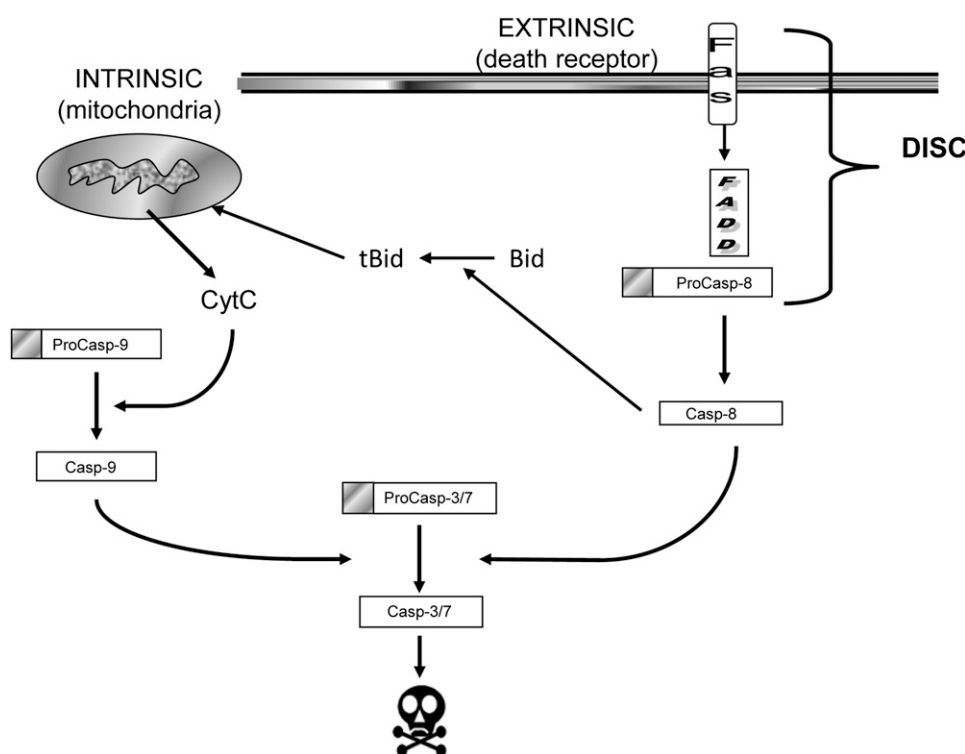 EXTRINSIC
(death receptor)
INTRINSIC
(mitochondria)
Fas
DISC
FADD
tBid
Bid
ProCasp-8
CytC
ProCasp-9
Casp-8
Casp-9
ProCasp-3/7
Casp-3/7